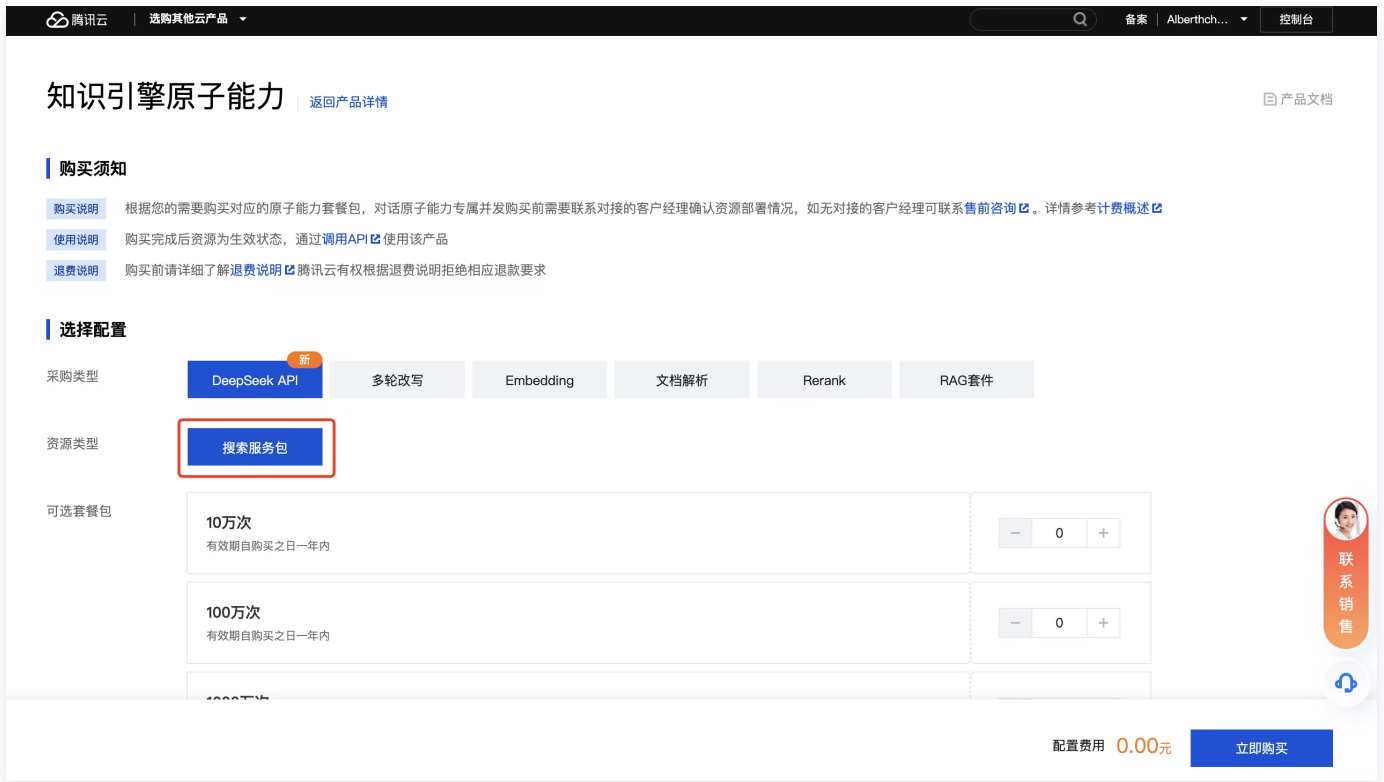 腾讯云 选购其他云产品 备案 Alberthch... 控制台
知识引擎原子能力 返回产品详情 产品文档
购买须知
购买说明 根据您的需要购买对应的原子能力套餐包，对话原子能力专属并发购买前需要联系对接的客户经理确认资源部署情况，如无对接的客户经理可联系售前咨询。详情参考计费概述
使用说明 购买完成后资源为生效状态，通过调用API使用该产品
退费说明 购买前请详细了解退费说明腾讯云有权根据退费说明拒绝相应退款要求
选择配置
新
采购类型 DeepSeek API 多轮改写 Embedding 文档解析 Rerank RAG套件
资源类型 搜索服务包
可选套餐包
10万次
有效期自购买之日一年内
− 0 +
100万次
有效期自购买之日一年内
− 0 +
联系销售
配置费用 0.00元 立即购买